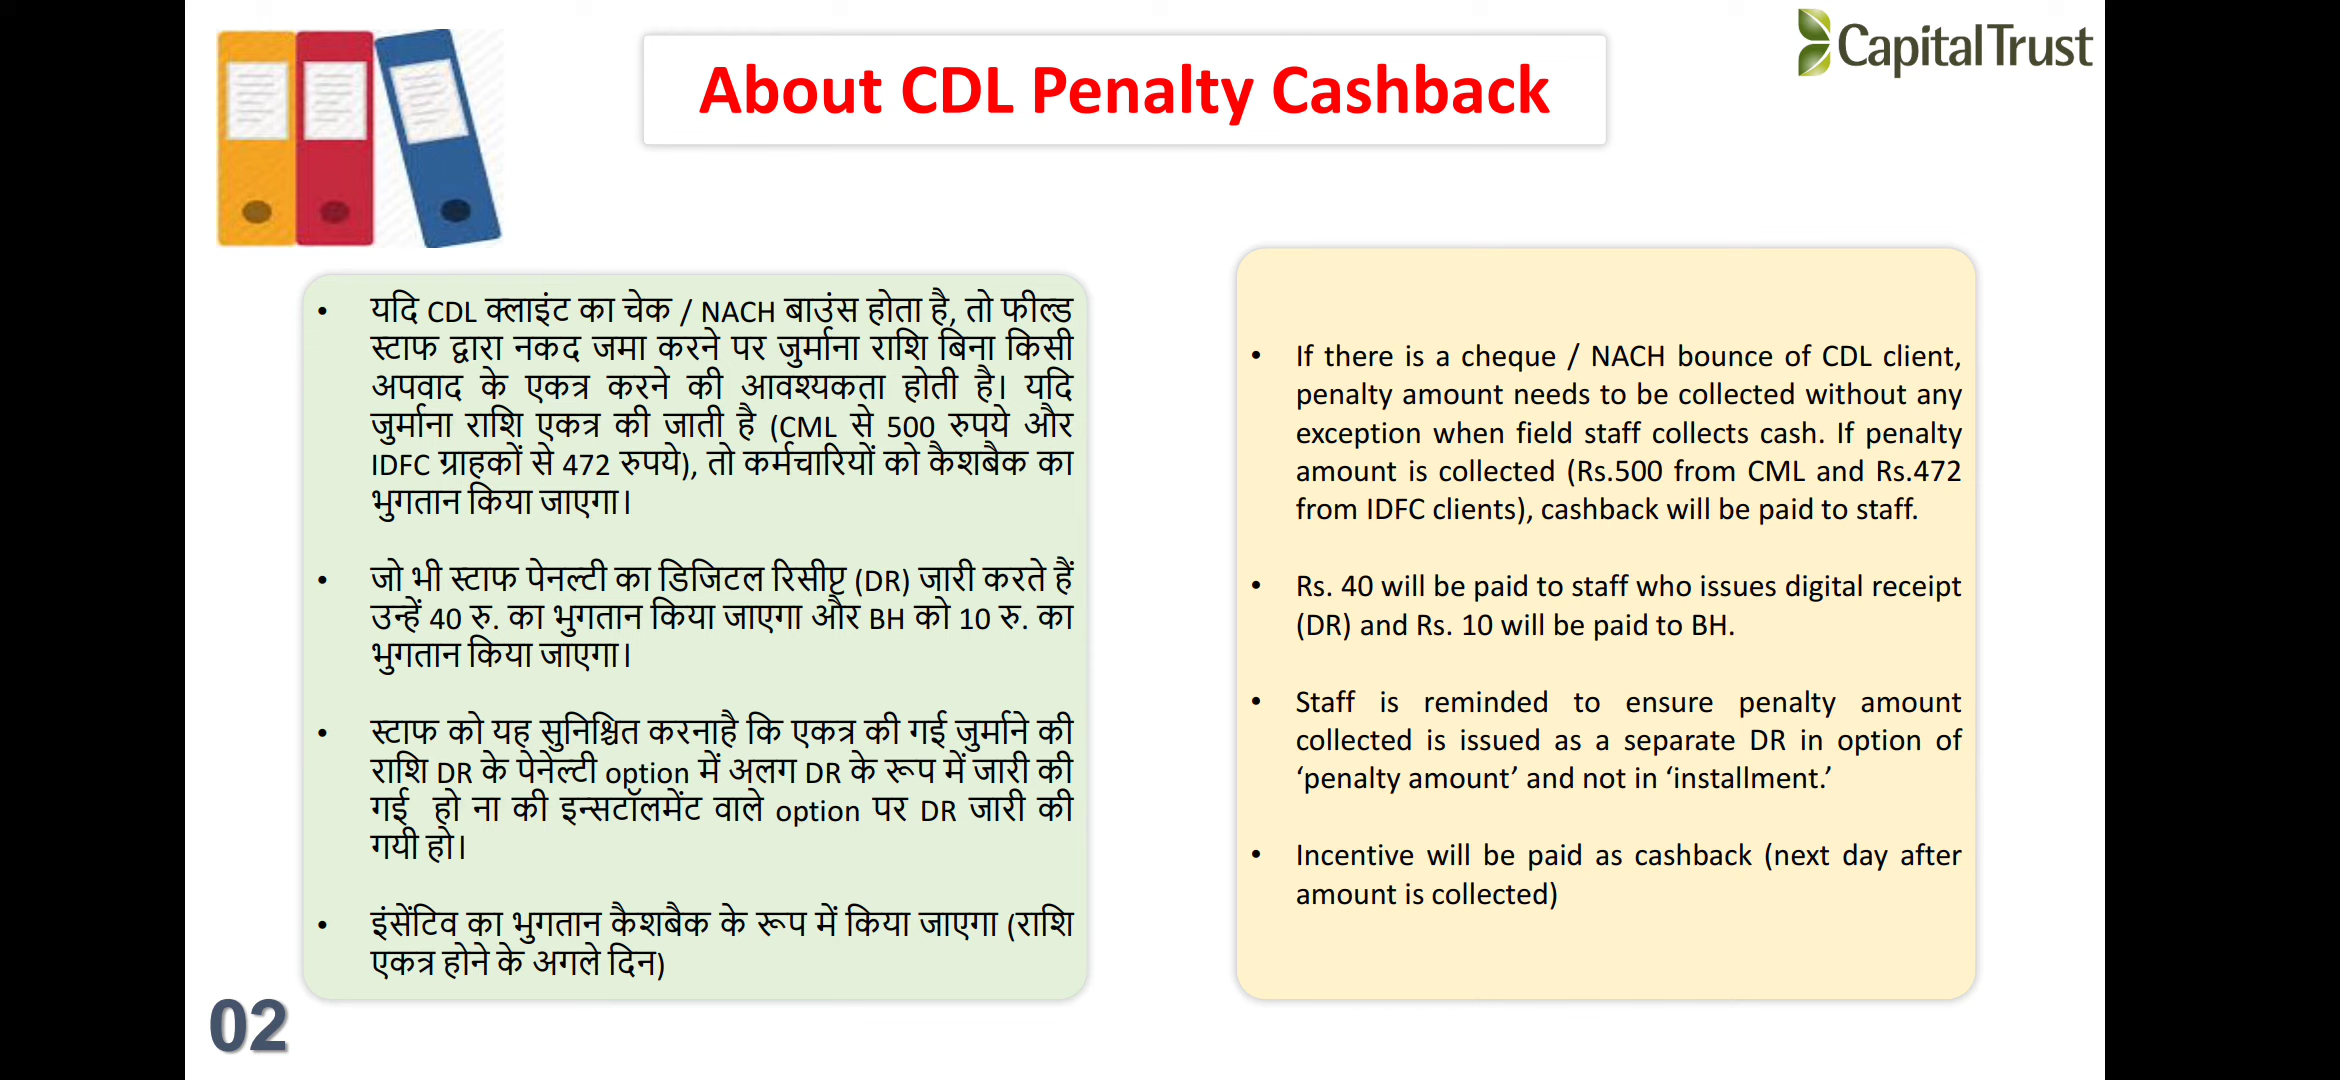 CapitalTrust
About CDL Penalty Cashback
• यदि CDL क्लाइंट का चेक / NACH बाउंस होता है, तो फील्ड
स्टाफ द्वारा नकद जमा करने पर जुर्माना राशि बिना किसी
अपवाद के एकत्र करने की आवश्यकता होती है। यदि
जुर्माना राशि एकत्र की जाती है (CML से 500 रुपये और
IDFC ग्राहकों से 472 रुपये), तो कर्मचारियों को कैशबैक का
भुगतान किया जाएगा।
• जो भी स्टाफ पेनल्टी का डिजिटल रिसीप्ट (DR) जारी करते हैं
उन्हें 40 रु. का भुगतान किया जाएगा और BH को 10 रु. का
भुगतान किया जाएगा।
• स्टाफ को यह सुनिश्चित करनाहै कि एकत्र की गई जुर्माने की
राशि DR के पेनेल्टी option में अलग DR के रूप में जारी की
गई हो ना की इन्सटॉलमेंट वाले option पर DR जारी की
गयी हो।
• इंसेंटिव का भुगतान कैशबैक के रूप में किया जाएगा (राशि
एकत्र होने के अगले दिन)
• If there is a cheque / NACH bounce of CDL client,
penalty amount needs to be collected without any
exception when field staff collects cash. If penalty
amount is collected (Rs.500 from CML and Rs.472
from IDFC clients), cashback will be paid to staff.
• Rs. 40 will be paid to staff who issues digital receipt
(DR) and Rs. 10 will be paid to BH.
• Staff is reminded to ensure penalty amount
collected is issued as a separate DR in option of
‘penalty amount’ and not in ‘installment.’
• Incentive will be paid as cashback (next day after
amount is collected)
02